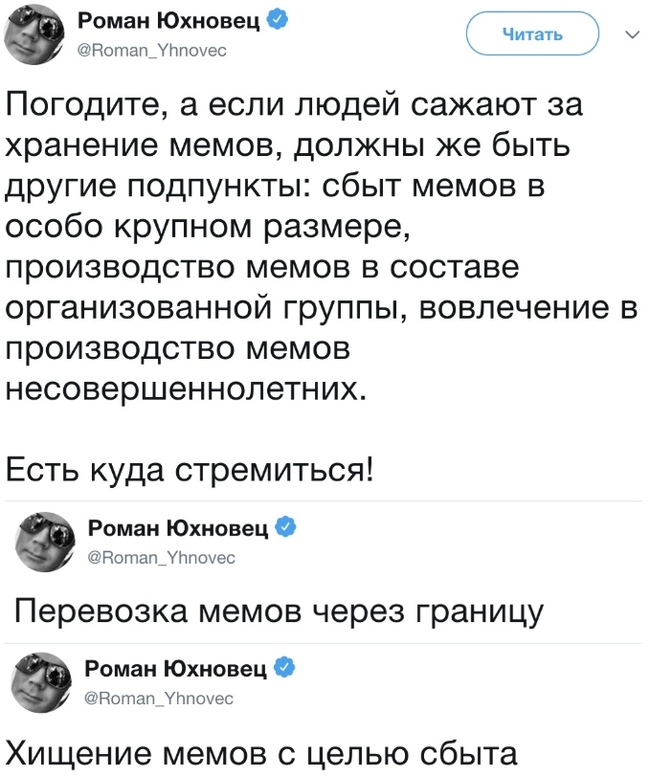 Роман Юхновец
@Roman_Yhnovec
Читать
Погодите, а если людей сажают за
хранение мемов, должны же быть
другие подпункты: сбыт мемов в
особо крупном размере,
производство мемов в составе
организованной группы, вовлечение в
производство мемов
несовершеннолетних.
Есть куда стремиться!
Роман Юхновец
@Roman_Yhnovec
Перевозка мемов через границу
Роман Юхновец
@Roman_Yhnovec
Хищение мемов с целью сбыта